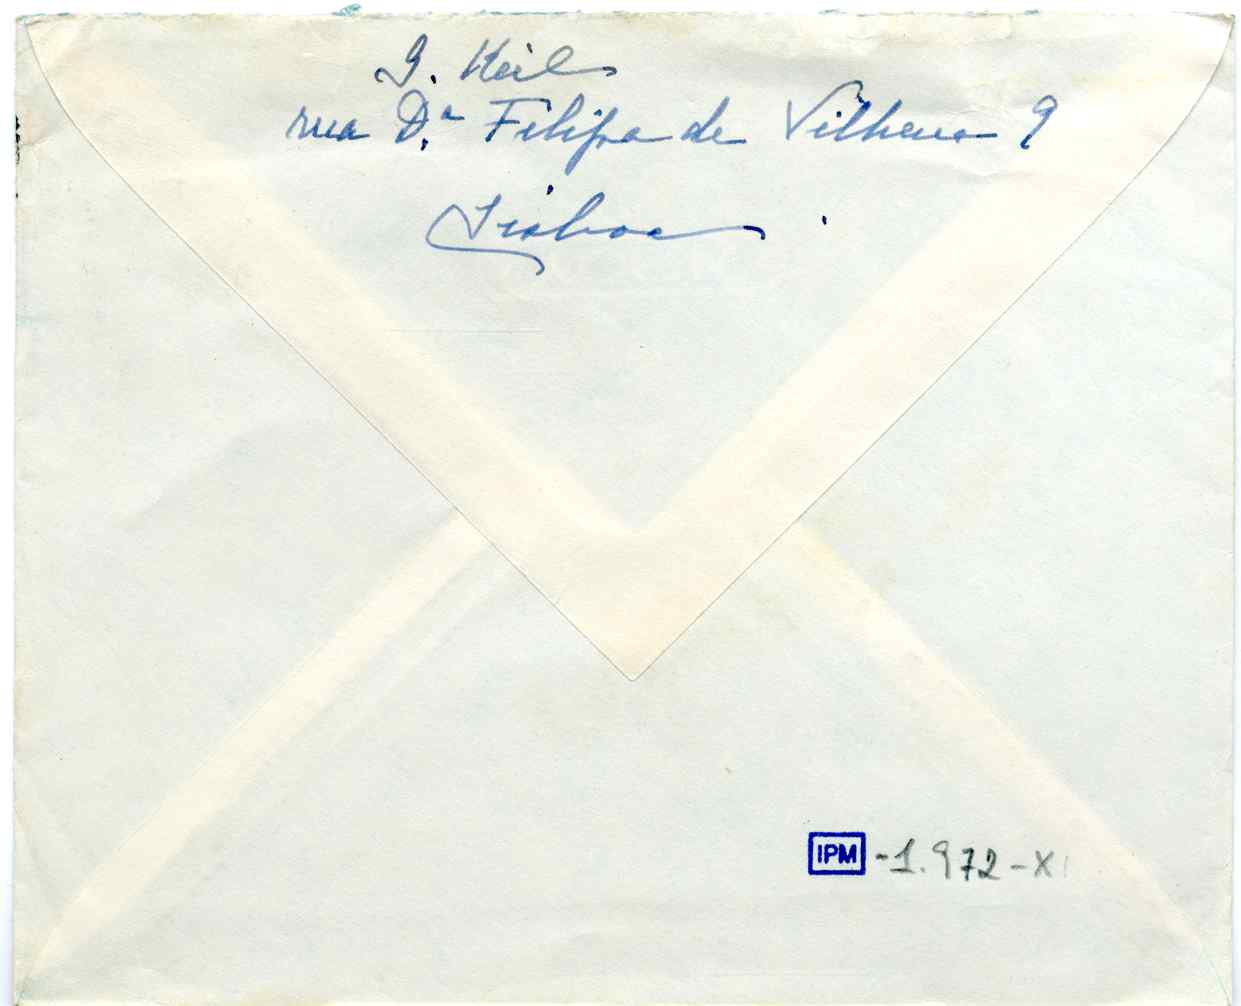 I. Keil
rua D.ª Filipa de Vilhena 9
Lisboa.
IPM -1.972-XI